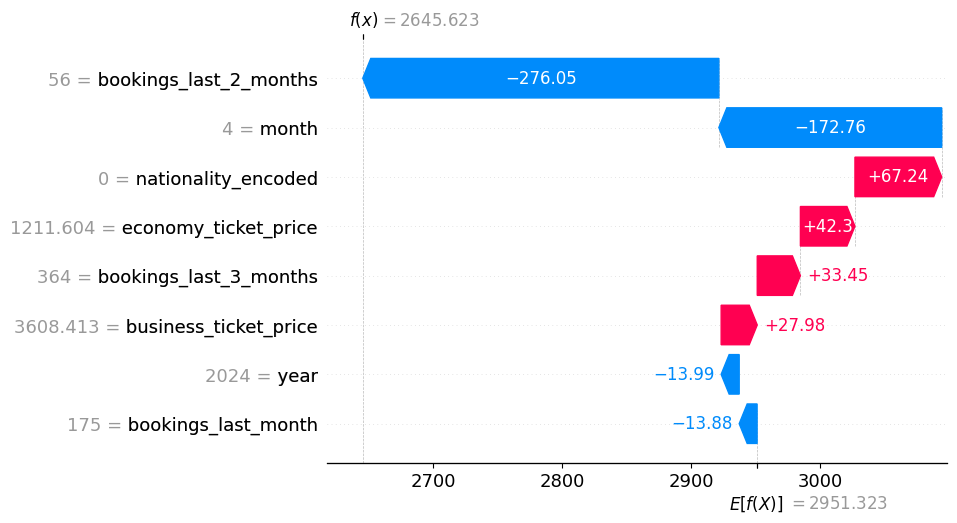 f(x) = 2645.623
56 = bookings_last_2_months −276.05
4 = month −172.76
0 = nationality_encoded +67.24
1211.604 = economy_ticket_price +42.3
364 = bookings_last_3_months +33.45
3608.413 = business_ticket_price +27.98
2024 = year −13.99
175 = bookings_last_month −13.88
2700 2800 2900 3000
E[f(X)] = 2951.323